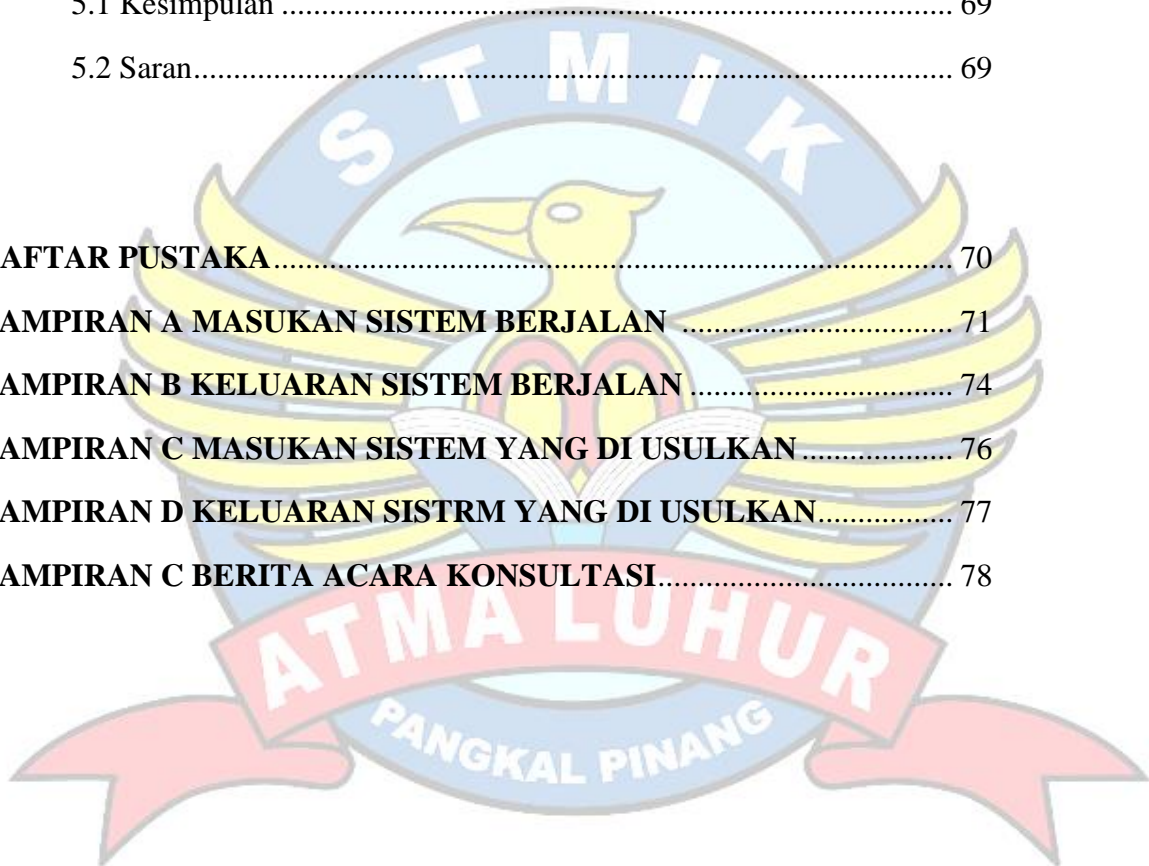 5.1 Kesimpulan ..................................................................................... 69
5.2 Saran................................................................................................ 69
AFTAR PUSTAKA...................................................................................... 70
AMPIRAN A MASUKAN SISTEM BERJALAN .................................. 71
AMPIRAN B KELUARAN SISTEM BERJALAN ................................. 74
AMPIRAN C MASUKAN SISTEM YANG DI USULKAN................... 76
AMPIRAN D KELUARAN SISTRM YANG DI USULKAN................. 77
AMPIRAN C BERITA ACARA KONSULTASI..................................... 78
STMIK
ATMA LUHUR
PANGKAL PINANG